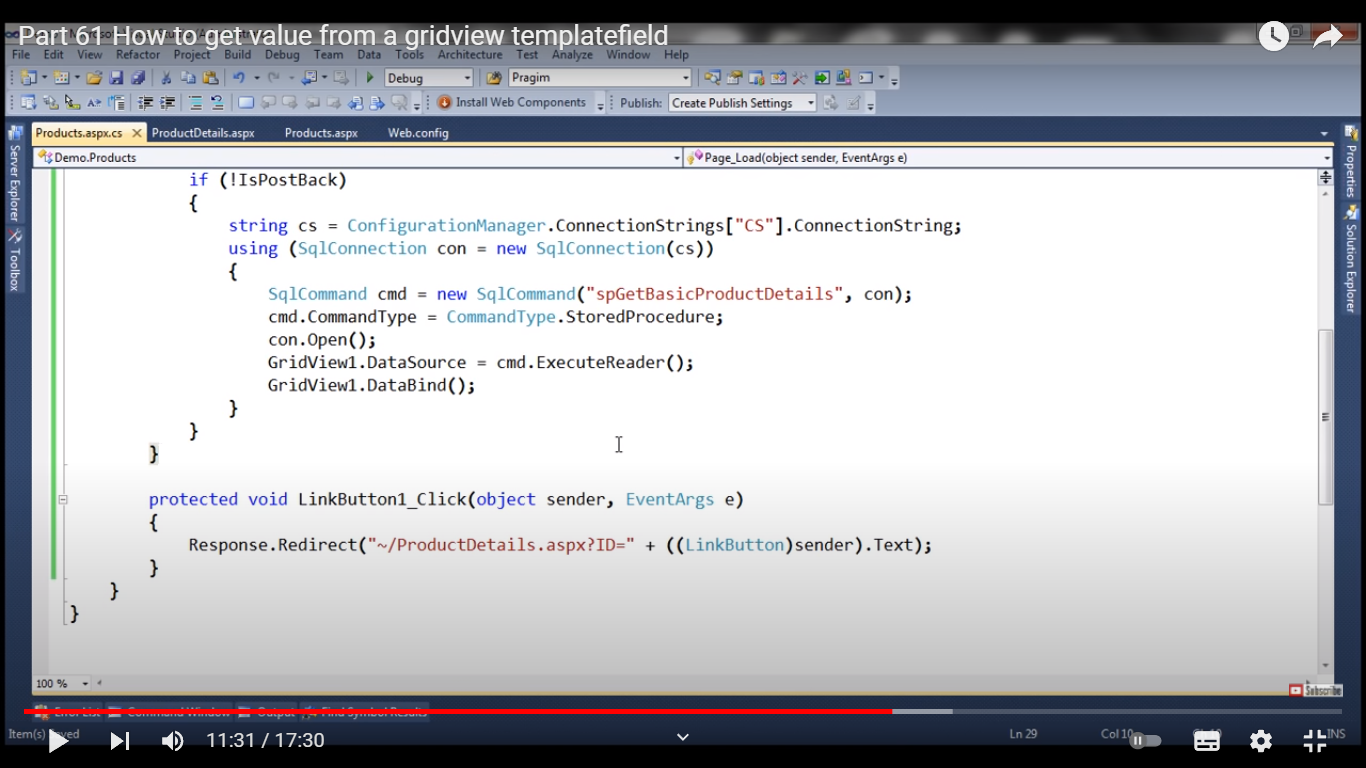 Part 61 How to get value from a gridview templatefield
File Edit View Refactor Project Build Debug Team Data Tools Architecture Test Analyze Window Help
Debug Pragim
Install Web Components Publish: Create Publish Settings
Products.aspx.cs ProductDetails.aspx Products.aspx Web.config
Demo.Products Page_Load(object sender, EventArgs e)
Server Explorer
Toolbox
Properties
Solution Explorer
if (!IsPostBack)
{
string cs = ConfigurationManager.ConnectionStrings["CS"].ConnectionString;
using (SqlConnection con = new SqlConnection(cs))
{
SqlCommand cmd = new SqlCommand("spGetBasicProductDetails", con);
cmd.CommandType = CommandType.StoredProcedure;
con.Open();
GridView1.DataSource = cmd.ExecuteReader();
GridView1.DataBind();
}
}
}
protected void LinkButton1_Click(object sender, EventArgs e)
{
Response.Redirect("~/ProductDetails.aspx?ID=" + ((LinkButton)sender).Text);
}
}
}
100 %
Subscribe
Error List Command Window Output Find Symbol Results
Item(s) Ln 29 Col 10 INS
11:31 / 17:30